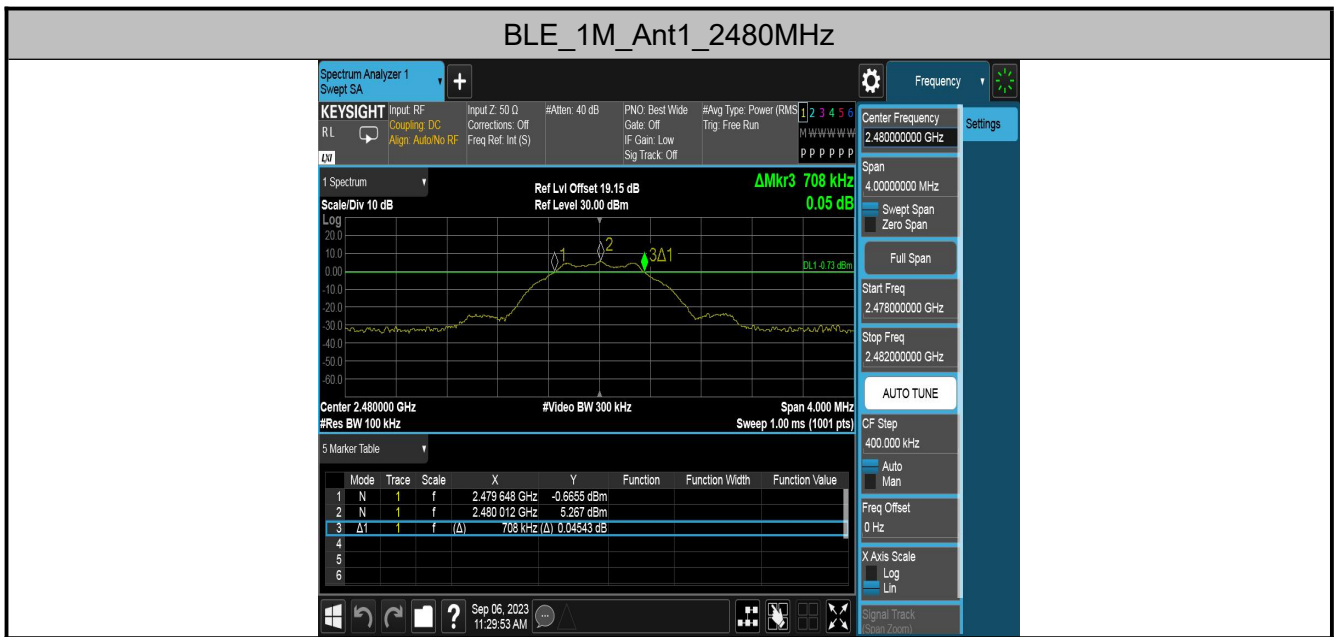 BLE_1M_Ant1_2480MHz
Spectrum Analyzer 1
Swept SA
+
Frequency
KEYSIGHT
RL
LXI
Input: RF
Coupling: DC
Align: Auto/No RF
Input Z: 50 Ω
Corrections: Off
Freq Ref: Int (S)
#Atten: 40 dB
PNO: Best Wide
Gate: Off
IF Gain: Low
Sig Track: Off
#Avg Type: Power (RMS
Trig: Free Run
1 2 3 4 5 6
M W W W W W
P P P P P P
1 Spectrum
Scale/Div 10 dB
Ref Lvl Offset 19.15 dB
Ref Level 30.00 dBm
ΔMkr3 708 kHz
0.05 dB
Log
20.0
10.0
0.00
-10.0
-20.0
-30.0
-40.0
-50.0
-60.0
1
2
3Δ1
DL1 -0.73 dBm
Center 2.480000 GHz
#Res BW 100 kHz
#Video BW 300 kHz
Span 4.000 MHz
Sweep 1.00 ms (1001 pts)
5 Marker Table
Mode Trace Scale X Y Function Function Width Function Value
1 N 1 f 2.479 648 GHz -0.6655 dBm
2 N 1 f 2.480 012 GHz 5.267 dBm
3 Δ1 1 f (Δ) 708 kHz (Δ) 0.04543 dB
4
5
6
?
Sep 06, 2023
11:29:53 AM
Center Frequency
2.480000000 GHz
Settings
Span
4.00000000 MHz
Swept Span
Zero Span
Full Span
Start Freq
2.478000000 GHz
Stop Freq
2.482000000 GHz
AUTO TUNE
CF Step
400.000 kHz
Auto
Man
Freq Offset
0 Hz
X Axis Scale
Log
Lin
Signal Track
(Span Zoom)